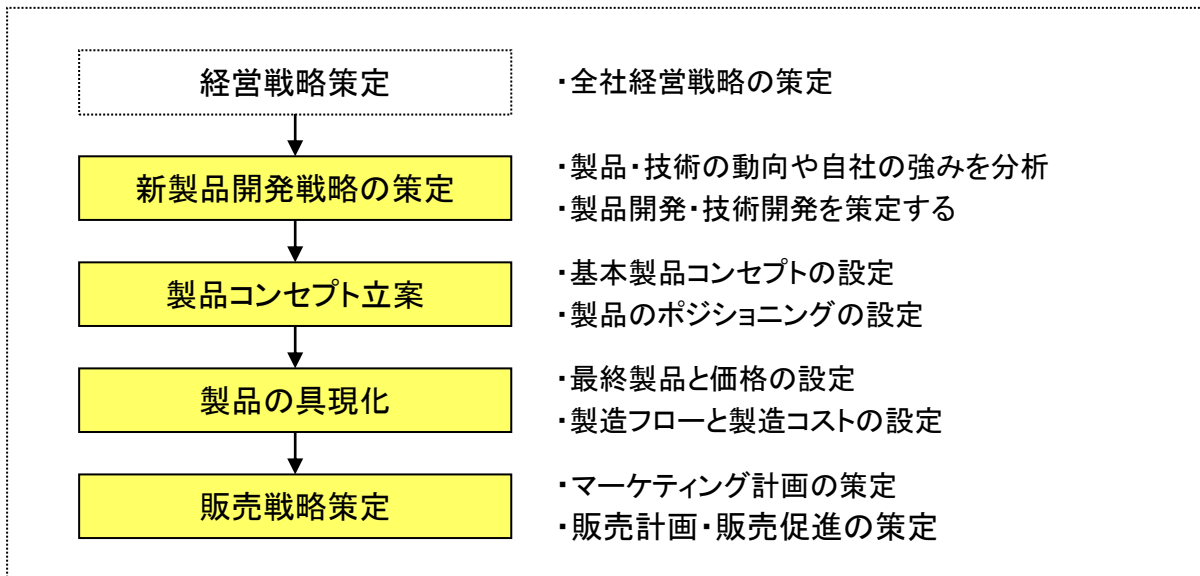 経営戦略策定
・全社経営戦略の策定
新製品開発戦略の策定
・製品・技術の動向や自社の強みを分析
・製品開発・技術開発を策定する
製品コンセプト立案
・基本製品コンセプトの設定
・製品のポジショニングの設定
製品の具現化
・最終製品と価格の設定
・製造フローと製造コストの設定
販売戦略策定
・マーケティング計画の策定
・販売計画・販売促進の策定